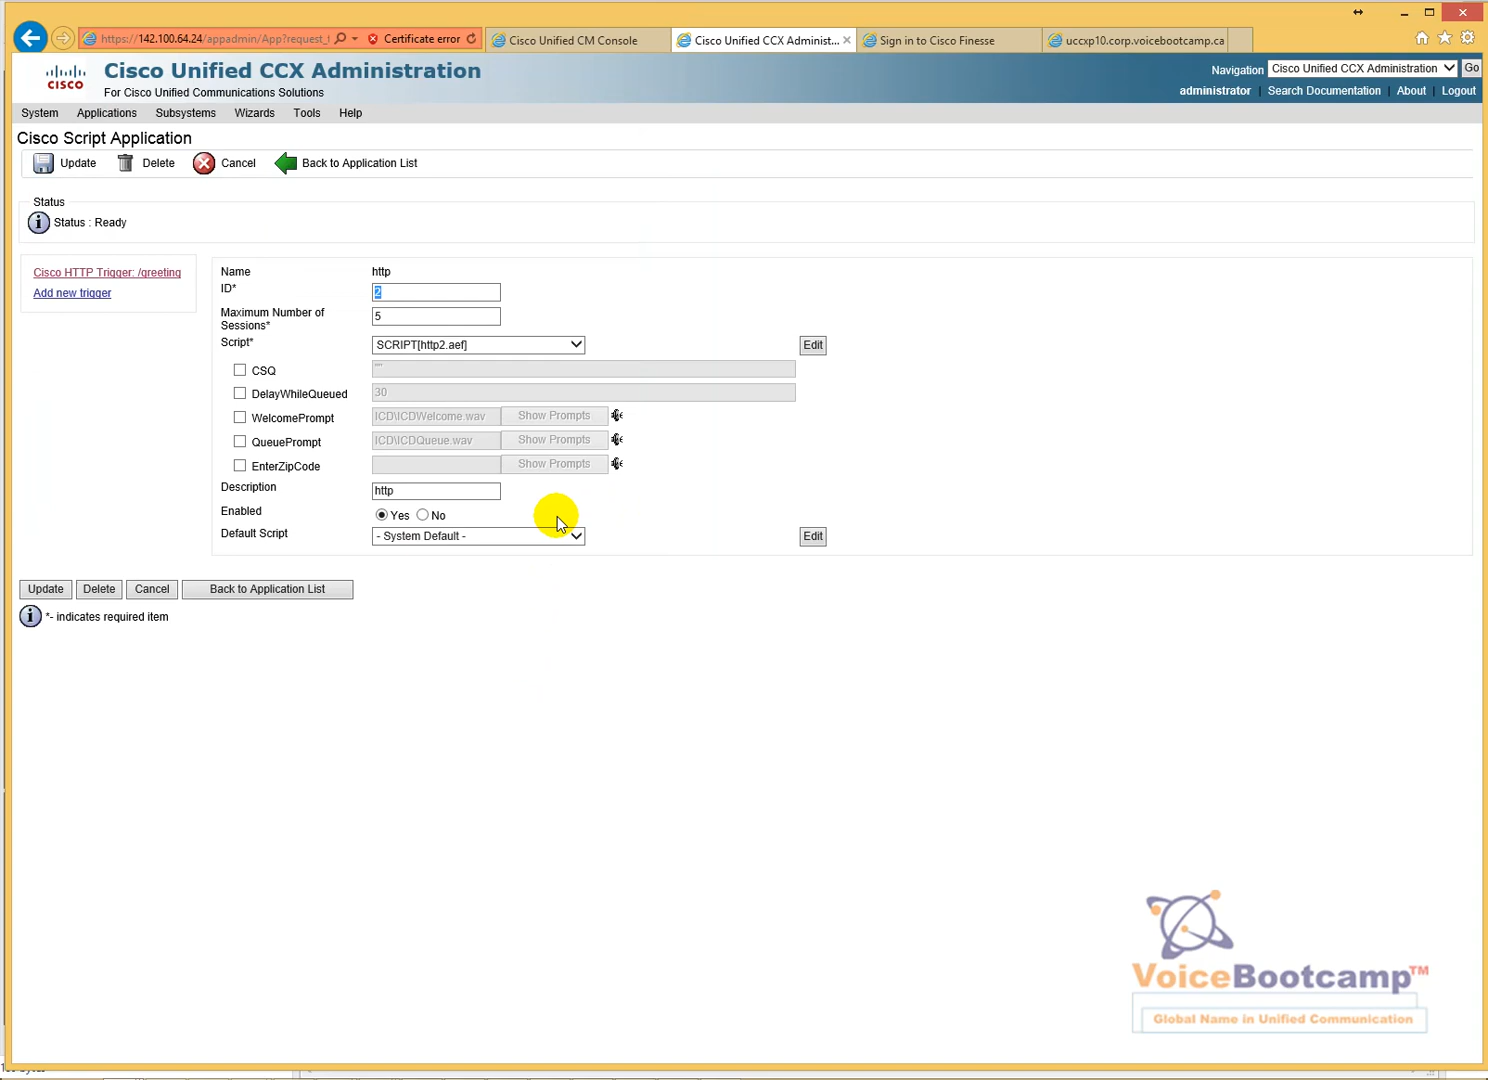 https://142.100.64.24/appadmin/App?request_t
Certificate error
Cisco Unified CM Console
Cisco Unified CCX Administ...
Sign in to Cisco Finesse
uccxp10.corp.voicebootcamp.ca
CISCO
Cisco Unified CCX Administration
For Cisco Unified Communications Solutions
Navigation Cisco Unified CCX Administration Go
administrator | Search Documentation | About | Logout
System Applications Subsystems Wizards Tools Help
Cisco Script Application
Update Delete Cancel Back to Application List
Status
Status : Ready
Cisco HTTP Trigger: /greeting
Add new trigger
Name http
ID* 2
Maximum Number of Sessions* 5
Script* SCRIPT[http2.aef] Edit
CSQ ""
DelayWhileQueued 30
WelcomePrompt ICD\ICDWelcome.wav Show Prompts
QueuePrompt ICD\ICDQueue.wav Show Prompts
EnterZipCode Show Prompts
Description http
Enabled Yes No
Default Script - System Default - Edit
Update Delete Cancel Back to Application List
*- indicates required item
VoiceBootcamp™
Global Name in Unified Communication